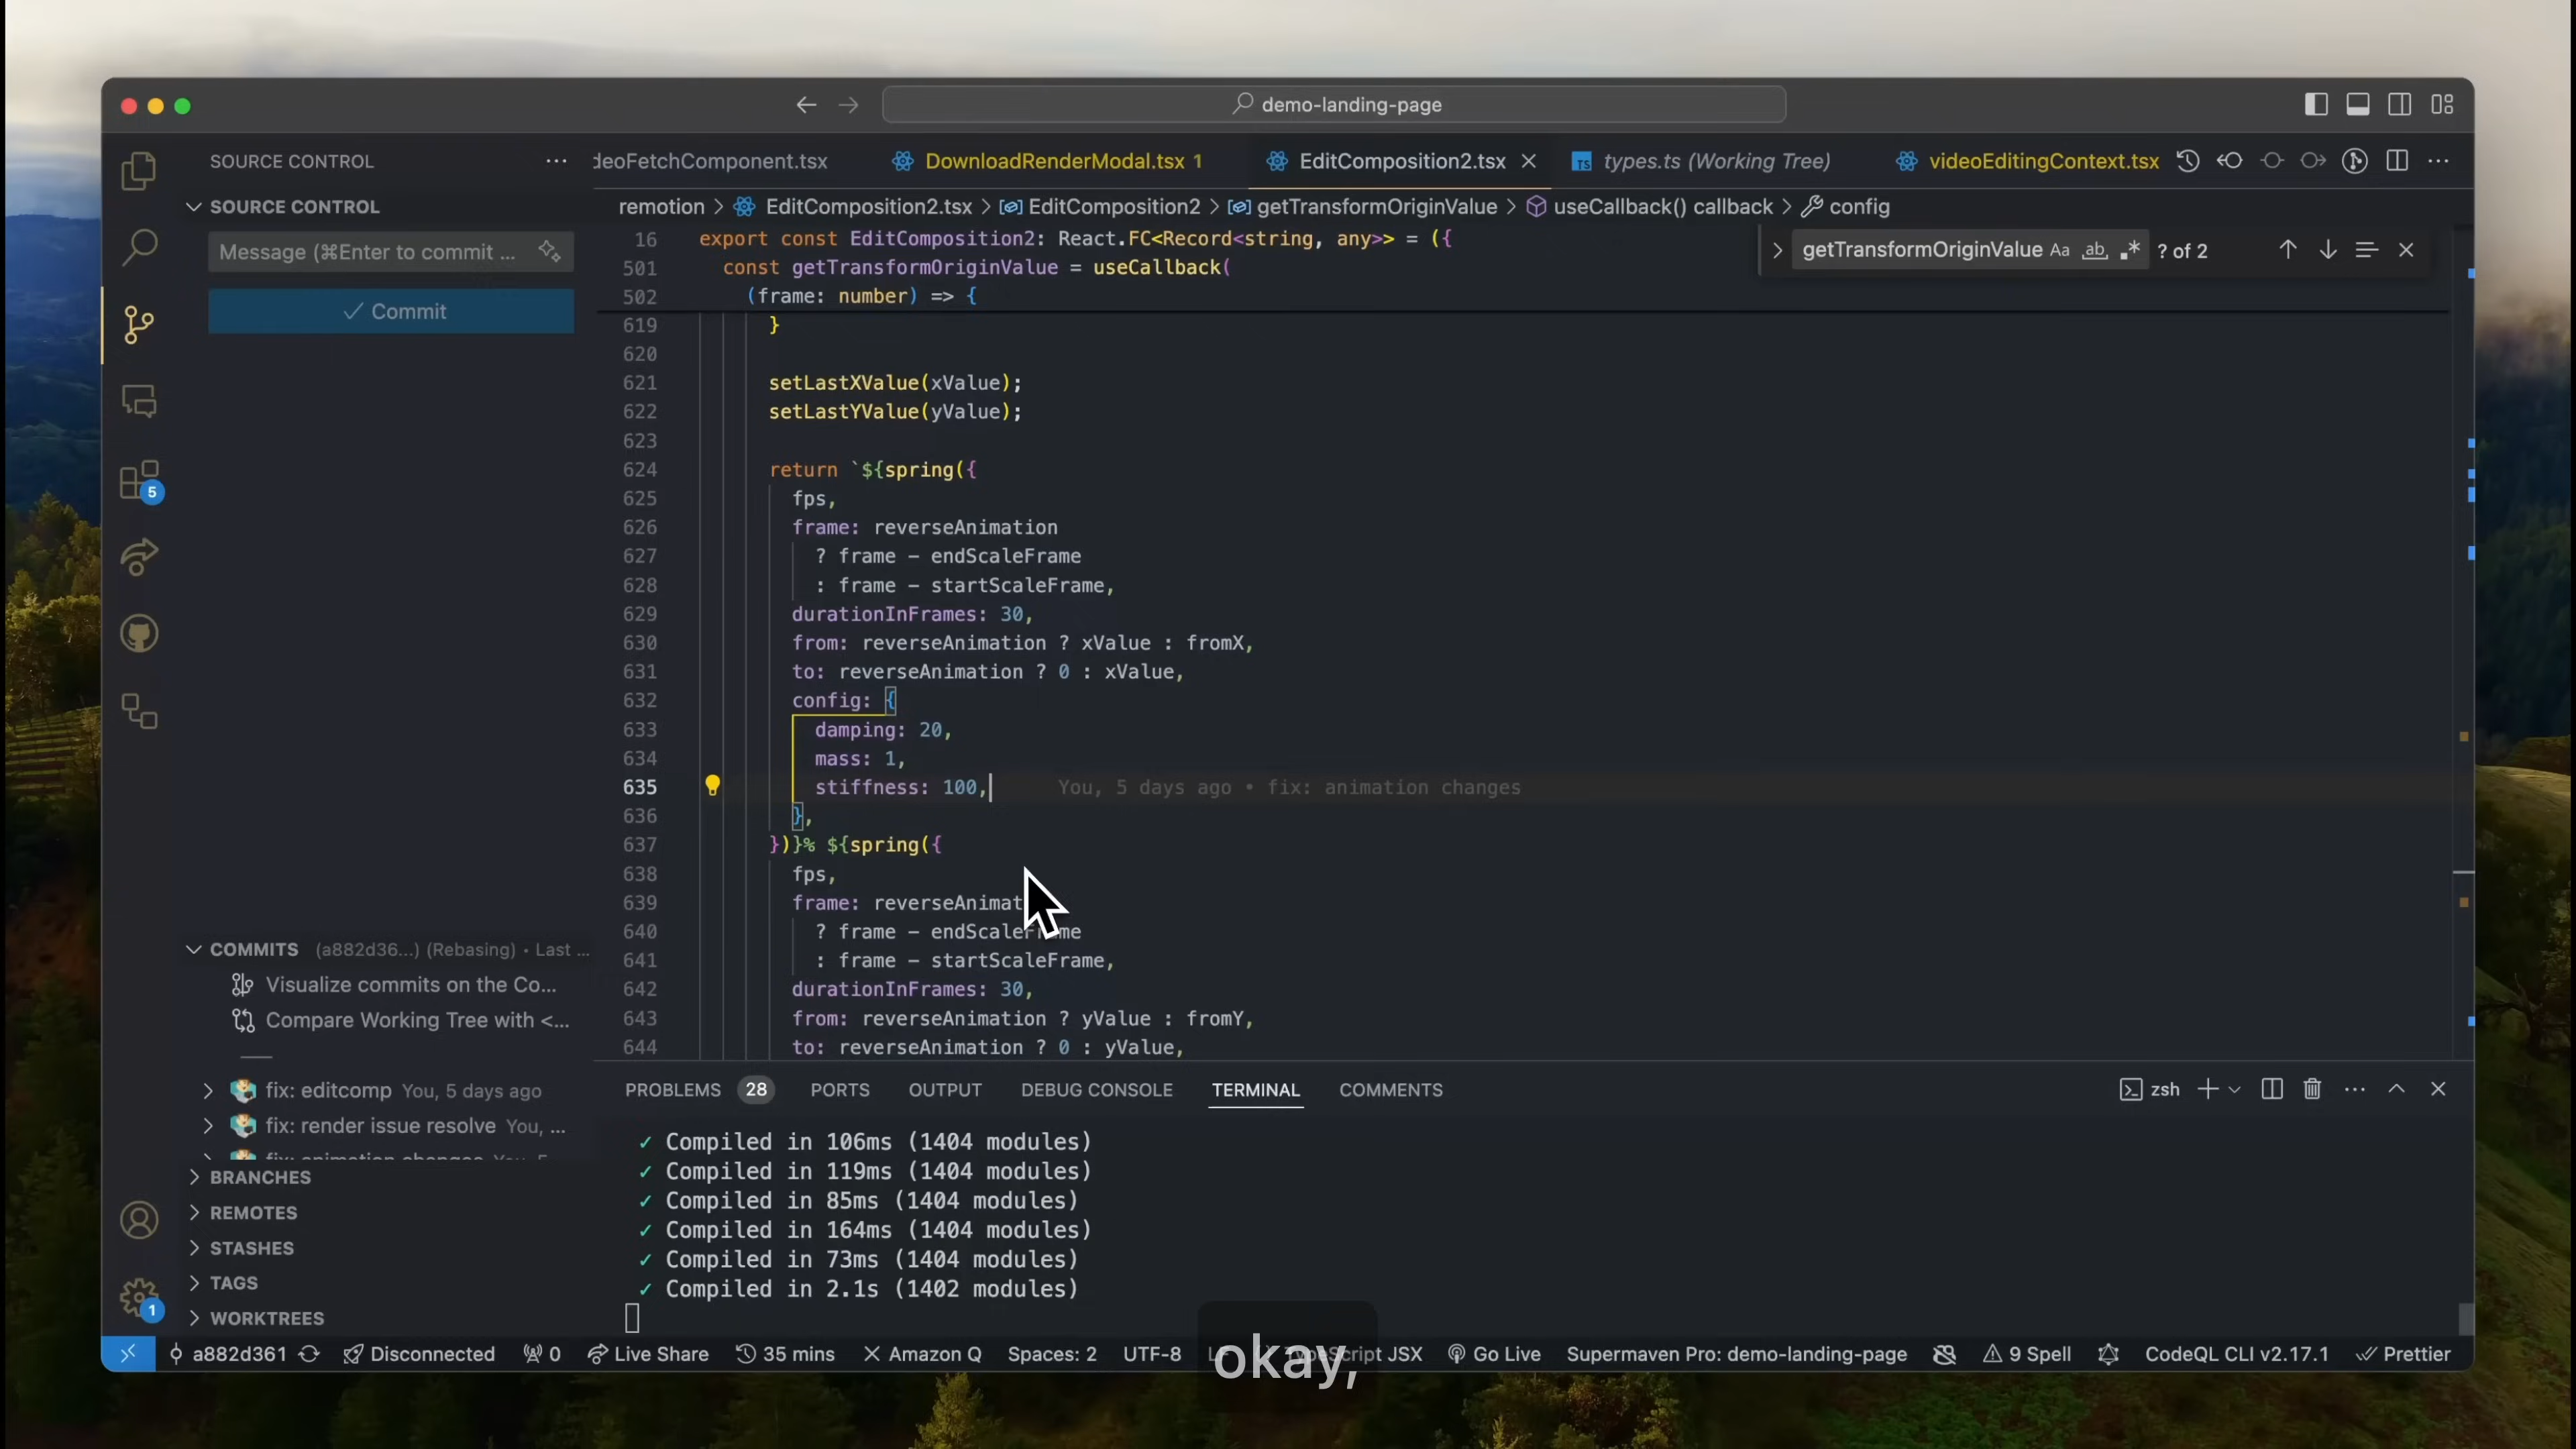 demo-landing-page
SOURCE CONTROL
deoFetchComponent.tsx
DownloadRenderModal.tsx 1
EditComposition2.tsx
types.ts (Working Tree)
videoEditingContext.tsx
SOURCE CONTROL
Message (⌘Enter to commit ...
Commit
remotion > EditComposition2.tsx > EditComposition2 > getTransformOriginValue > useCallback() callback > config
getTransformOriginValue Aa ab .* ? of 2
16 export const EditComposition2: React.FC<Record<string, any>> = ({
501 const getTransformOriginValue = useCallback(
502 (frame: number) => {
619 }
620
621 setLastXValue(xValue);
622 setLastYValue(yValue);
623
624 return `${spring({
625 fps,
626 frame: reverseAnimation
627 ? frame - endScaleFrame
628 : frame - startScaleFrame,
629 durationInFrames: 30,
630 from: reverseAnimation ? xValue : fromX,
631 to: reverseAnimation ? 0 : xValue,
632 config: {
633 damping: 20,
634 mass: 1,
635 stiffness: 100, You, 5 days ago • fix: animation changes
636 },
637 })}% ${spring({
638 fps,
639 frame: reverseAnimat
640 ? frame - endScaleFrame
641 : frame - startScaleFrame,
642 durationInFrames: 30,
643 from: reverseAnimation ? yValue : fromY,
644 to: reverseAnimation ? 0 : yValue,
5
COMMITS (a882d36...) (Rebasing) • Last ...
Visualize commits on the Co...
Compare Working Tree with <...
fix: editcomp You, 5 days ago
fix: render issue resolve You, ...
fix: animation changes You, 5
BRANCHES
REMOTES
STASHES
TAGS
WORKTREES
1
PROBLEMS 28 PORTS OUTPUT DEBUG CONSOLE TERMINAL COMMENTS
zsh
✓ Compiled in 106ms (1404 modules)
✓ Compiled in 119ms (1404 modules)
✓ Compiled in 85ms (1404 modules)
✓ Compiled in 164ms (1404 modules)
✓ Compiled in 73ms (1404 modules)
✓ Compiled in 2.1s (1402 modules)
a882d361 Disconnected 0 Live Share 35 mins Amazon Q Spaces: 2 UTF-8 JSX Go Live Supermaven Pro: demo-landing-page 9 Spell CodeQL CLI v2.17.1 Prettier
okay,